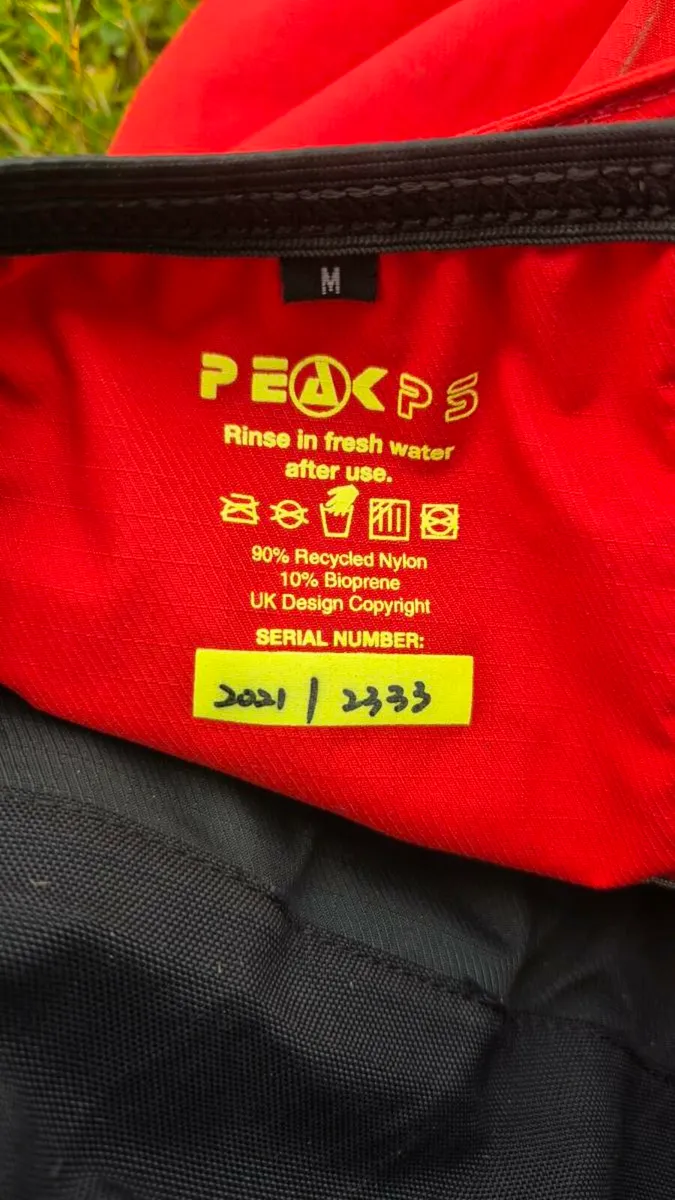 M
PEAK PS
Rinse in fresh water
after use.
90% Recycled Nylon
10% Bioprene
UK Design Copyright
SERIAL NUMBER:
2021 / 2333